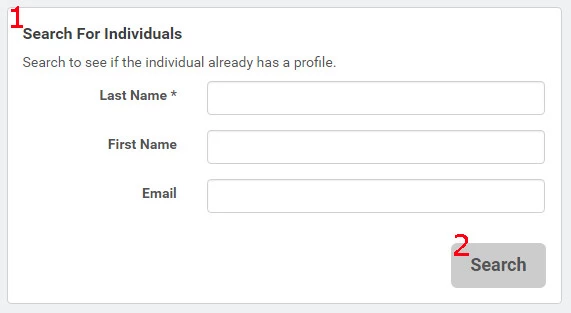 1
Search For Individuals
Search to see if the individual already has a profile.
Last Name *
First Name
Email
2
Search